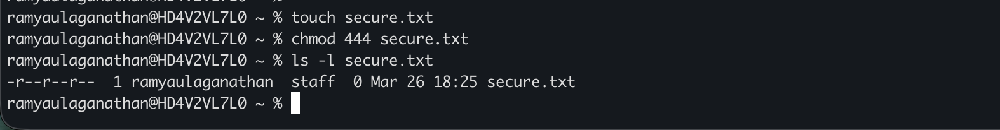 ramyaulaganathan@HD4V2VL7L0 ~ % touch secure.txt
ramyaulaganathan@HD4V2VL7L0 ~ % chmod 444 secure.txt
ramyaulaganathan@HD4V2VL7L0 ~ % ls -l secure.txt
-r--r--r--  1 ramyaulaganathan  staff  0 Mar 26 18:25 secure.txt
ramyaulaganathan@HD4V2VL7L0 ~ %